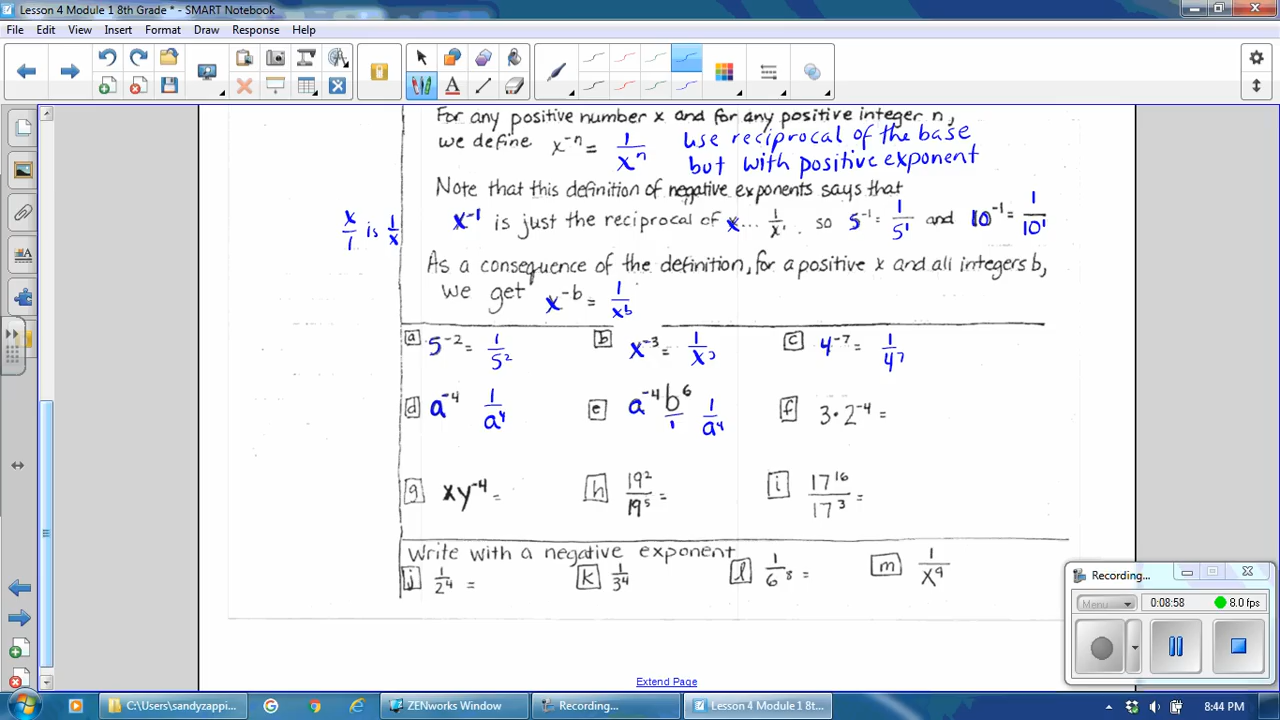 Lesson 4 Module 1 8th Grade * - SMART Notebook
File Edit View Insert Format Draw Response Help
For any positive number x and for any positive integer n,
we define x⁻ⁿ = 1/xⁿ use reciprocal of the base
but with positive exponent
Note that this definition of negative exponents says that
x/1 is 1/x x⁻¹ is just the reciprocal of x... 1/x¹. so 5⁻¹ = 1/5¹ and 10⁻¹ = 1/10¹
As a consequence of the definition, for a positive x and all integers b,
we get x⁻ᵇ = 1/xᵇ
a 5⁻² = 1/5² b x⁻³ = 1/x³ c 4⁻⁷ = 1/4⁷
d a⁻⁴ 1/a⁴ e a⁻⁴ b⁶/1 1/a⁴ f 3·2⁻⁴ =
g xy⁻⁴ = h 19²/19⁵ = i 17¹⁶/17³ =
Write with a negative exponent
j 1/2⁴ = k 1/3⁴ l 1/6⁸ = m 1/x⁹
Extend Page
Recording...
Menu 0:08:58 8.0 fps
C:\Users\sandyzappi... ZENworks Window Recording... Lesson 4 Module 1 8t... 8:44 PM